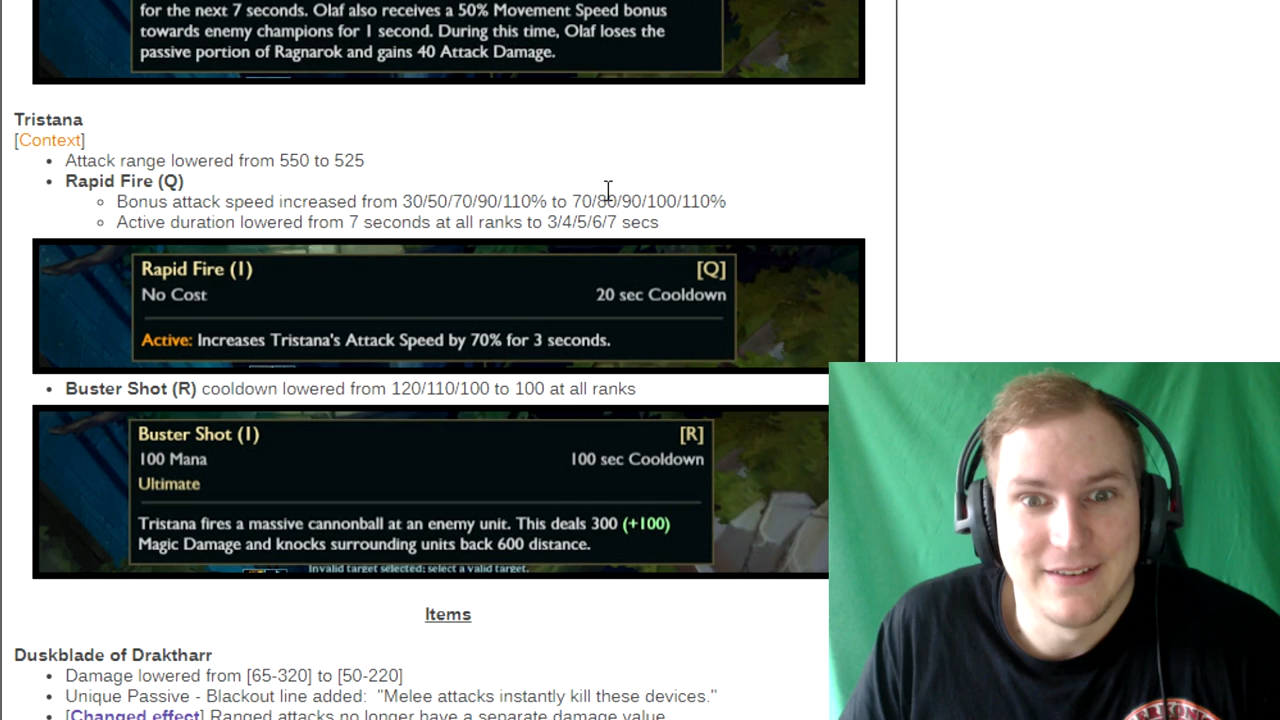 for the next 7 seconds. Olaf also receives a 50% Movement Speed bonus
towards enemy champions for 1 second. During this time, Olaf loses the
passive portion of Ragnarok and gains 40 Attack Damage.
Tristana
[Context]
• Attack range lowered from 550 to 525
• Rapid Fire (Q)
○ Bonus attack speed increased from 30/50/70/90/110% to 70/80/90/100/110%
○ Active duration lowered from 7 seconds at all ranks to 3/4/5/6/7 secs
Rapid Fire (1) [Q]
No Cost 20 sec Cooldown
Active: Increases Tristana's Attack Speed by 70% for 3 seconds.
• Buster Shot (R) cooldown lowered from 120/110/100 to 100 at all ranks
Buster Shot (1) [R]
100 Mana 100 sec Cooldown
Ultimate
Tristana fires a massive cannonball at an enemy unit. This deals 300 (+100)
Magic Damage and knocks surrounding units back 600 distance.
Invalid target selected; select a valid target.
Items
Duskblade of Draktharr
• Damage lowered from [65-320] to [50-220]
• Unique Passive - Blackout line added: "Melee attacks instantly kill these devices."
• [Changed effect] Ranged attacks no longer have a separate damage value